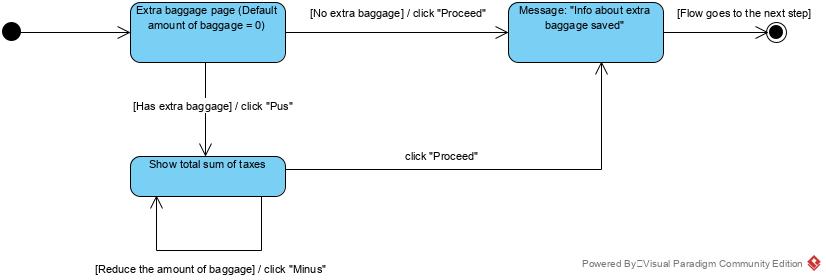 Extra baggage page (Default
amount of baggage = 0)
[No extra baggage] / click "Proceed"
Message: "Info about extra
baggage saved"
[Flow goes to the next step]
[Has extra baggage] / click "Pus"
Show total sum of taxes
click "Proceed"
[Reduce the amount of baggage] / click "Minus"
Powered By Visual Paradigm Community Edition